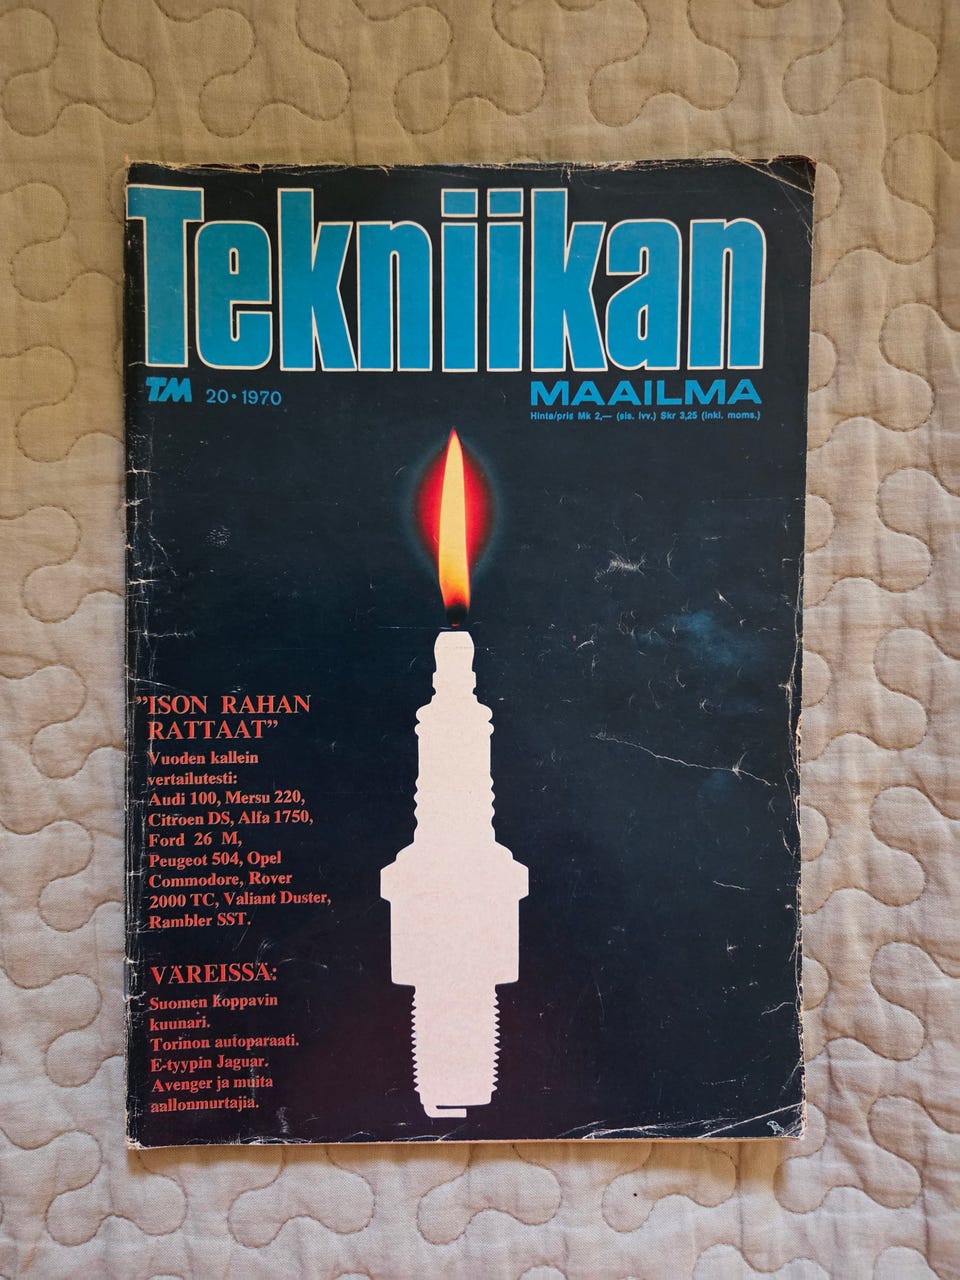 Tekniikan
TM 20•1970
MAAILMA
Hinta/pris Mk 2,— (sis. lvv.) Skr 3,25 (inkl. moms.)
”ISON RAHAN
RATTAAT”
Vuoden kallein
vertailutesti:
Audi 100, Mersu 220,
Citroen DS, Alfa 1750,
Ford 26 M,
Peugeot 504, Opel
Commodore, Rover
2000 TC, Valiant Duster,
Rambler SST.
VÄREISSÄ:
Suomen koppavin
kuunari.
Torinon autoparaati.
E-tyypin Jaguar.
Avenger ja muita
aallonmurtajia.